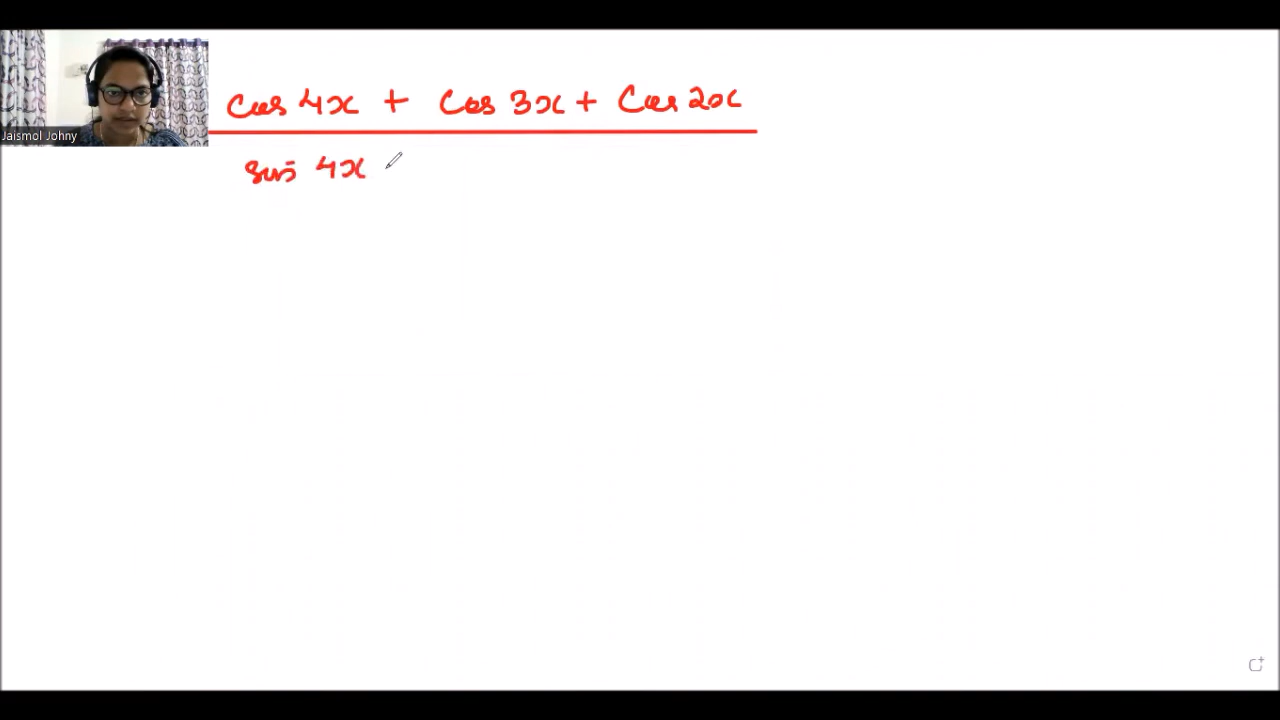 Cos 4x + Cos 3x + Cos 2x
Sin 4x
Jaismol Johny